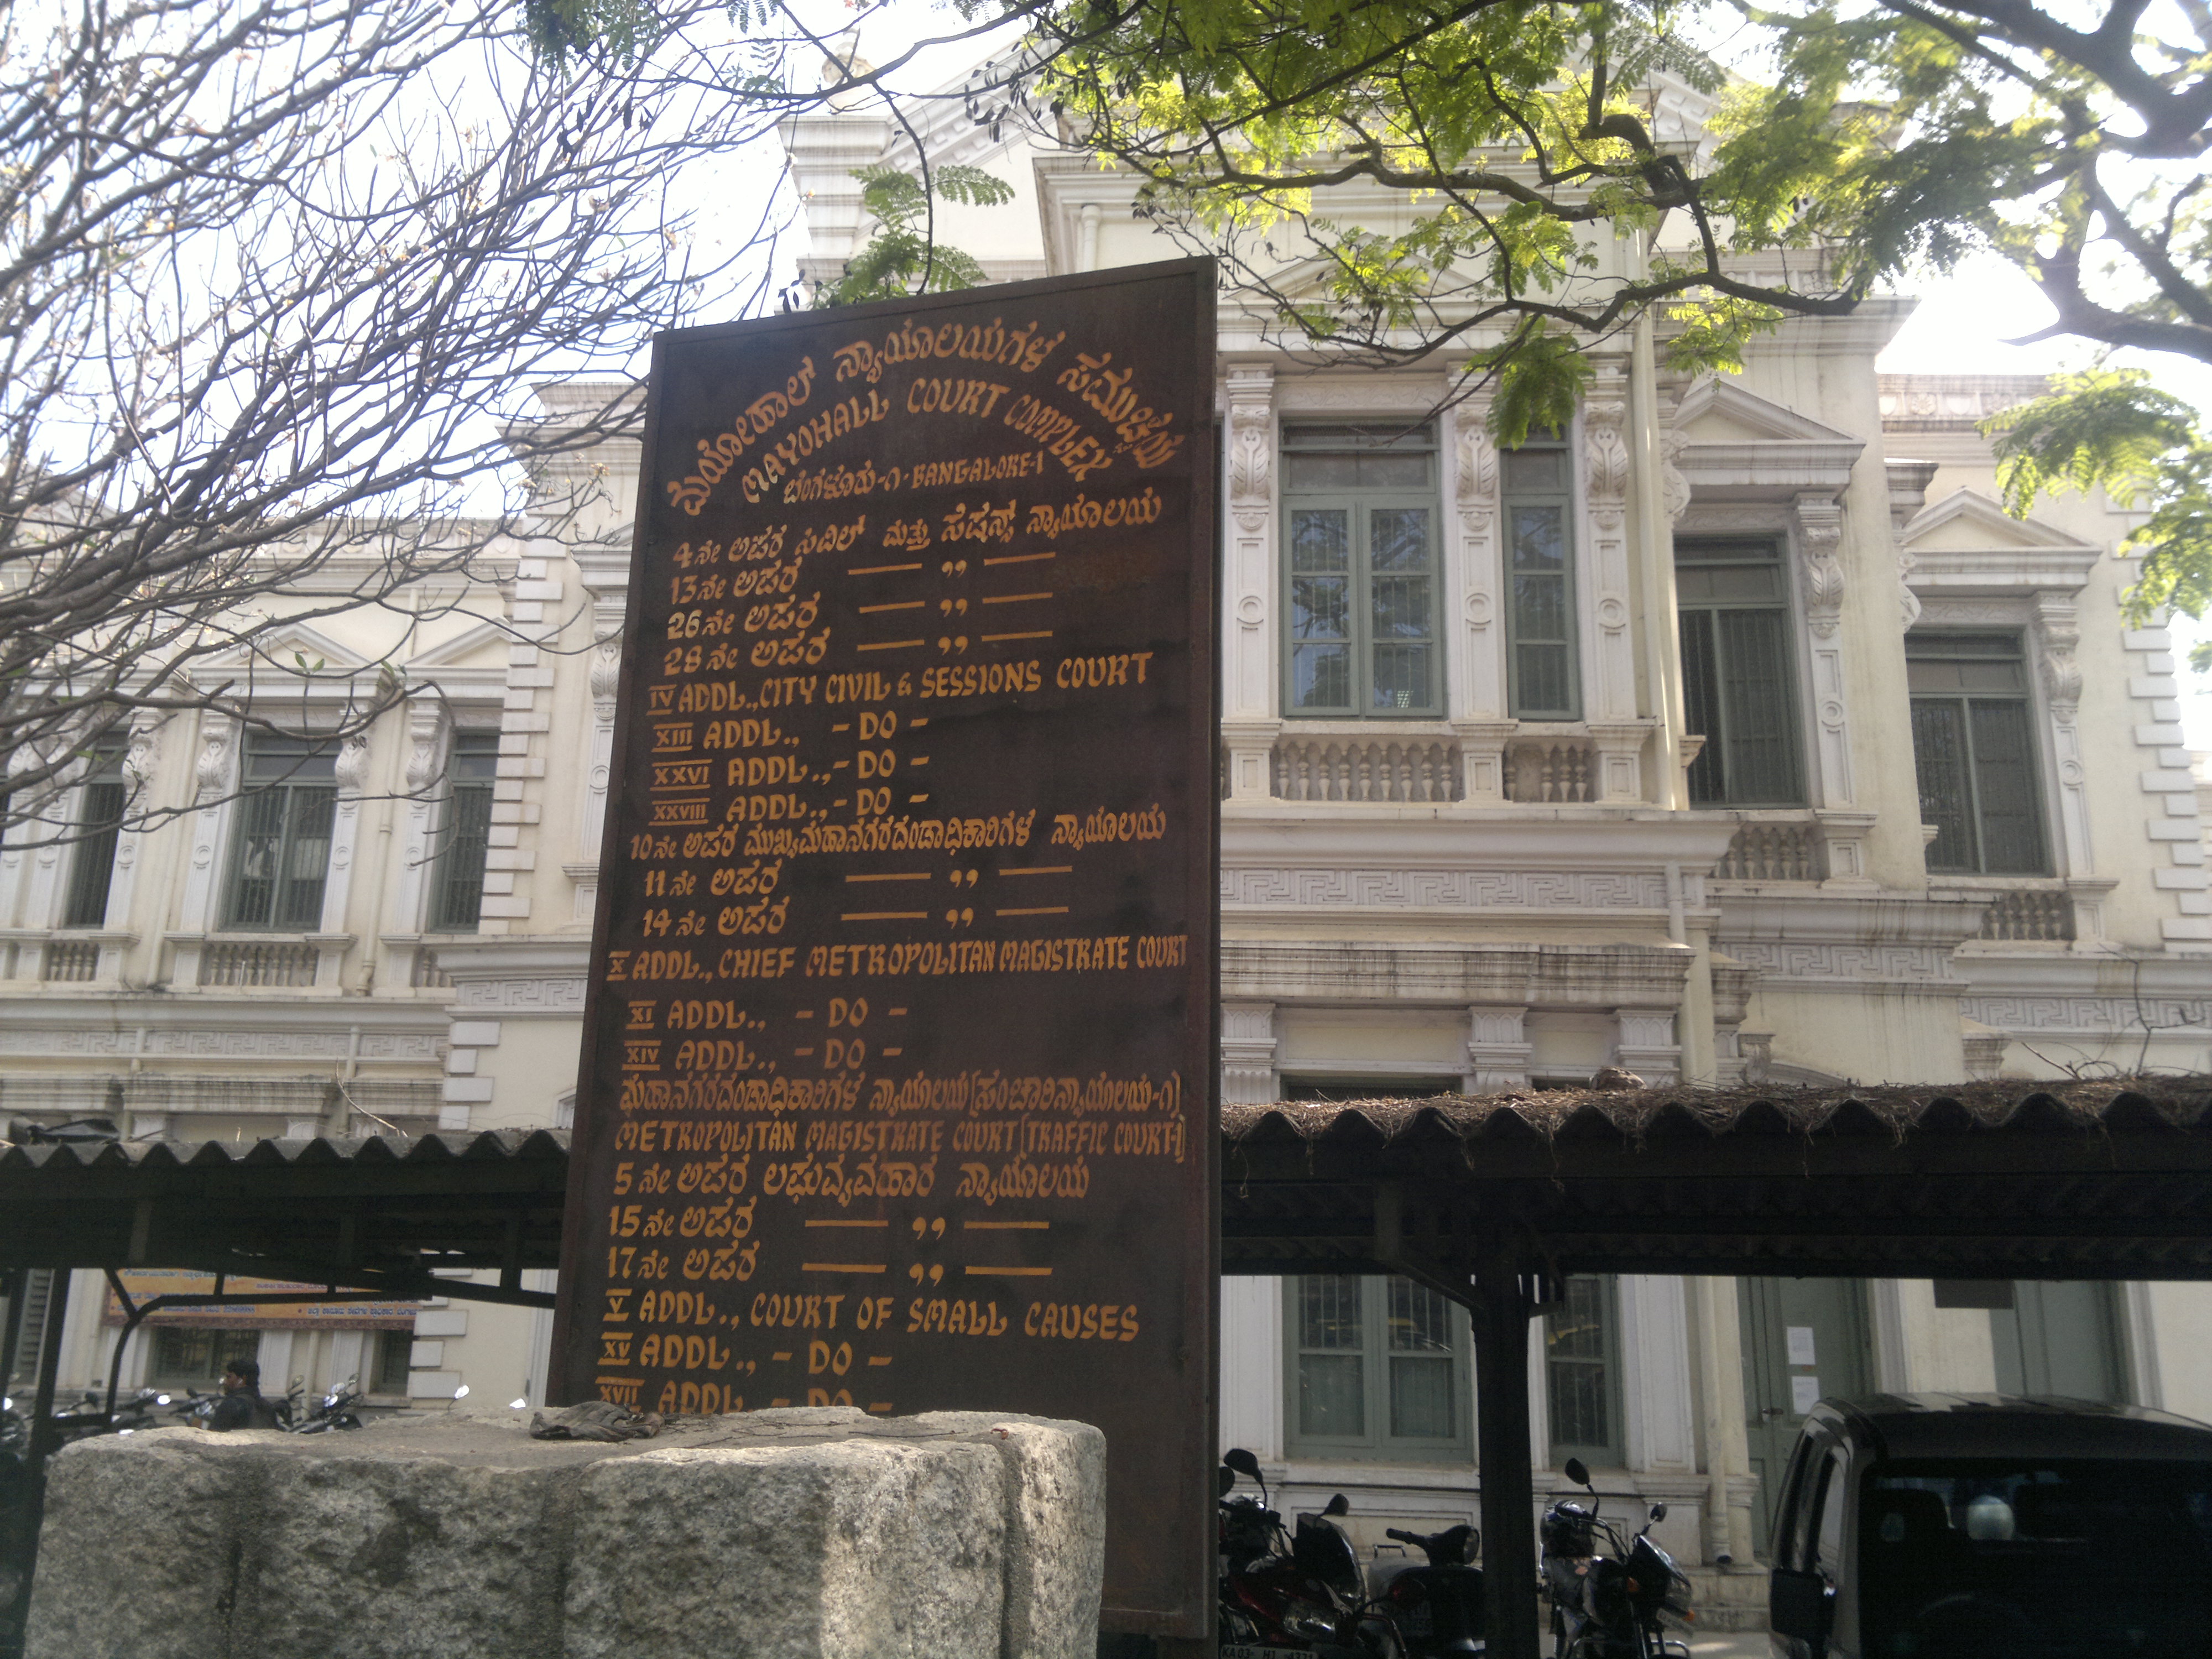 ಮೆಯೋಹಾಲ್ ನ್ಯಾಯಾಲಯಗಳ ಸಮುಚ್ಚಯ
MAYOHALL COURT COMPLEX
ಬೆಂಗಳೂರು-೧-BANGALORE-1
4ನೇ ಅಪರ ಸಿವಿಲ್ ಮತ್ತು ಸೆಷನ್ಸ್ ನ್ಯಾಯಾಲಯ
13ನೇ ಅಪರ — ,, —
26ನೇ ಅಪರ — ,, —
28ನೇ ಅಪರ — ,, —
IV ADDL., CITY CIVIL & SESSIONS COURT
XIII ADDL., - DO -
XXVI ADDL., - DO -
XXVIII ADDL., - DO -
10ನೇ ಅಪರ ಮುಖ್ಯಮಹಾನಗರದಂಡಾಧಿಕಾರಿಗಳ ನ್ಯಾಯಾಲಯ
11ನೇ ಅಪರ — ,, —
14ನೇ ಅಪರ — ,, —
X ADDL., CHIEF METROPOLITAN MAGISTRATE COURT
XI ADDL., - DO -
XIV ADDL., - DO -
ಮಹಾನಗರದಂಡಾಧಿಕಾರಿಗಳ ನ್ಯಾಯಾಲಯ(ಸಂಚಾರಿನ್ಯಾಯಾಲಯ-೧)
METROPOLITAN MAGISTRATE COURT (TRAFFIC COURT-1)
5ನೇ ಅಪರ ಲಘುವ್ಯವಹಾರ ನ್ಯಾಯಾಲಯ
15ನೇ ಅಪರ — ,, —
17ನೇ ಅಪರ — ,, —
V ADDL., COURT OF SMALL CAUSES
XV ADDL., - DO -
XVII ADDL., - DO -